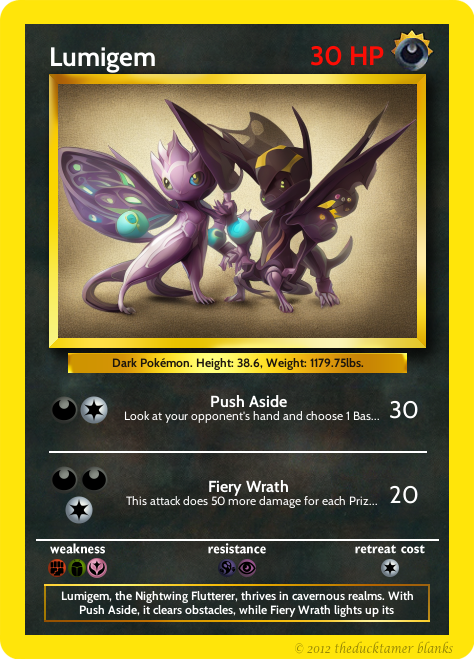 Lumigem
30 HP
Dark Pokémon. Height: 38.6, Weight: 1179.75lbs.
Push Aside
Look at your opponent's hand and choose 1 Bas...
30
Fiery Wrath
This attack does 50 more damage for each Priz...
20
weakness
resistance
retreat cost
Lumigem, the Nightwing Flutterer, thrives in cavernous realms. With
Push Aside, it clears obstacles, while Fiery Wrath lights up its
© 2012 theducktamer blanks